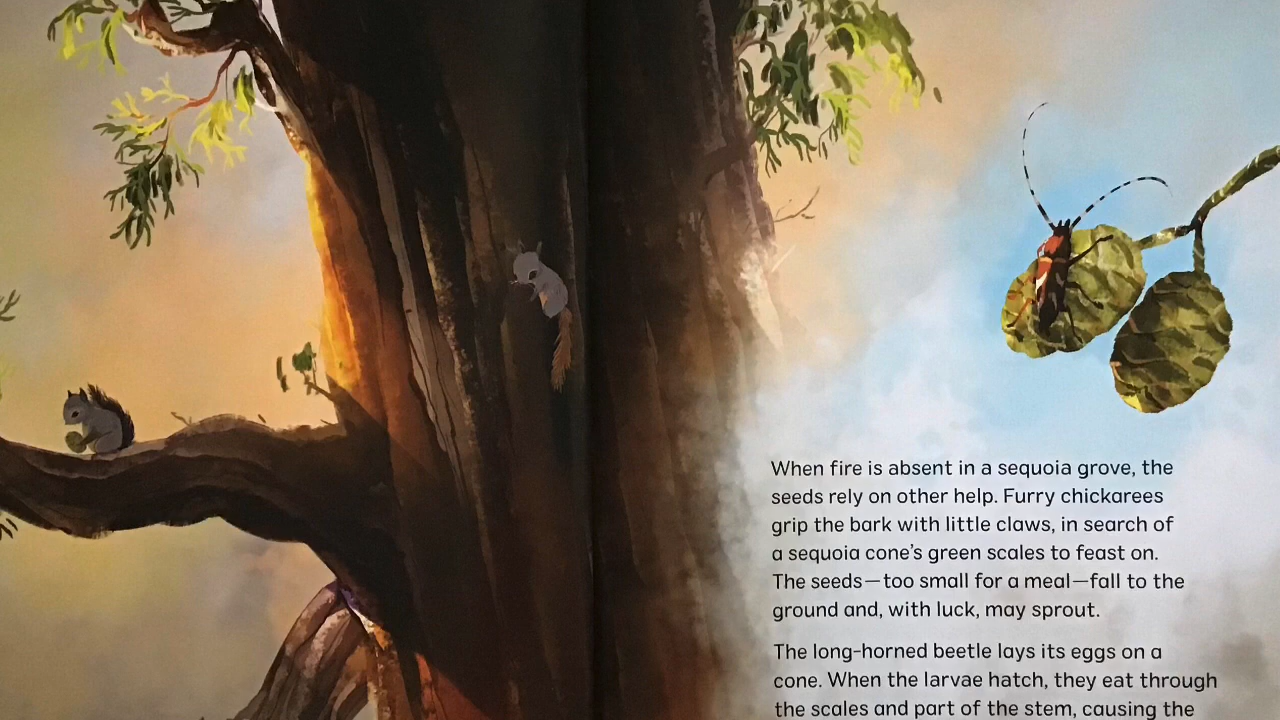 When fire is absent in a sequoia grove, the
seeds rely on other help. Furry chickarees
grip the bark with little claws, in search of
a sequoia cone's green scales to feast on.
The seeds—too small for a meal—fall to the
ground and, with luck, may sprout.
The long-horned beetle lays its eggs on a
cone. When the larvae hatch, they eat through
the scales and part of the stem, causing the